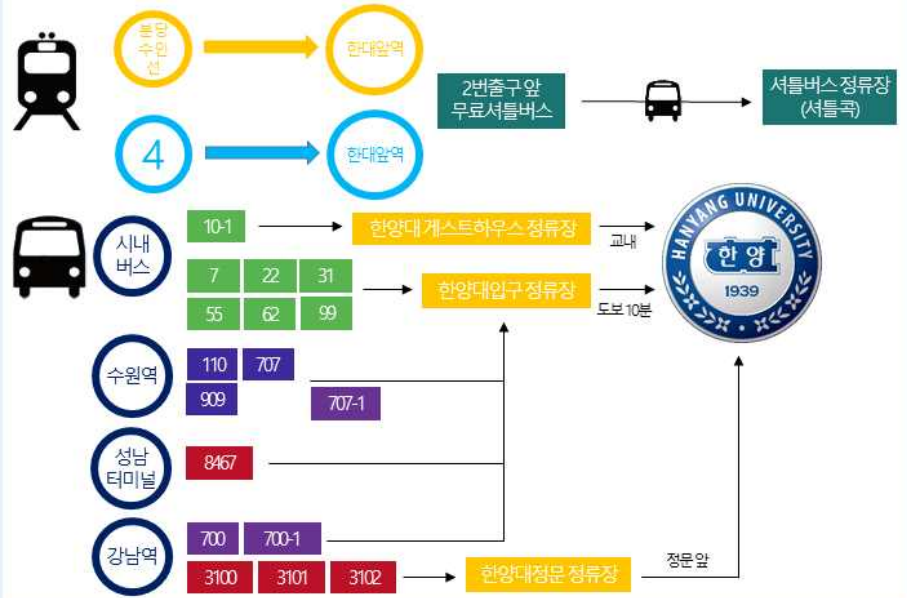 분당
수인
선
한대앞역
2번출구 앞
무료셔틀버스
셔틀버스 정류장
(셔틀콕)
4
한대앞역
시내
버스
10-1
한양대 게스트하우스 정류장
교내
7 22 31
55 62 99
한양대입구 정류장
도보 10분
HANYANG UNIVERSITY
한양
1939
수원역
110 707
909
707-1
성남
터미널
8467
강남역
700 700-1
3100 3101 3102
한양대정문 정류장
정문 앞